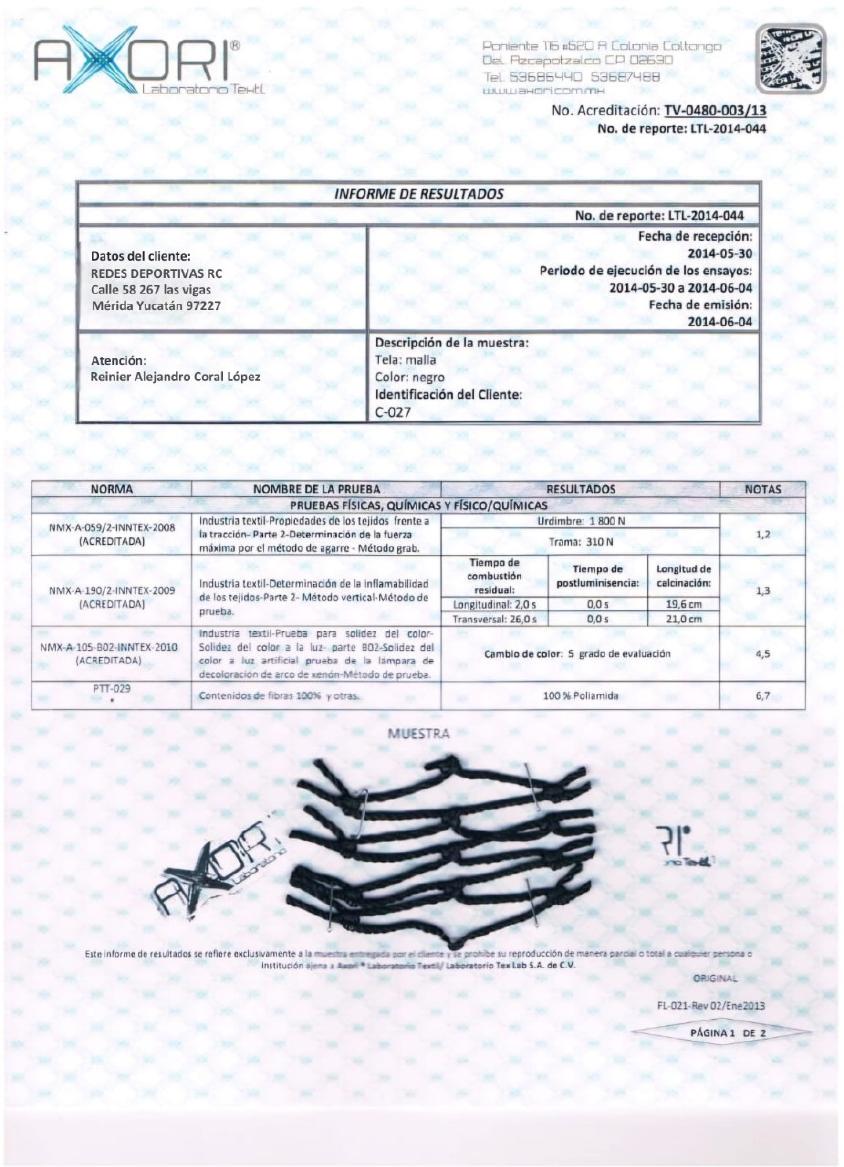 AXORI®
Laboratorio Textil
Poniente 116 #520 A Colonia Coltongo
Del. Azcapotzalco CP 02630
Tel. 53686440 53687488
www.axori.com.mx
No. Acreditación: TV-0480-003/13
No. de reporte: LTL-2014-044
INFORME DE RESULTADOS
No. de reporte: LTL-2014-044
Datos del cliente:
REDES DEPORTIVAS RC
Calle 58 267 las vigas
Mérida Yucatán 97227
Fecha de recepción:
2014-05-30
Periodo de ejecución de los ensayos:
2014-05-30 a 2014-06-04
Fecha de emisión:
2014-06-04
Atención:
Reinier Alejandro Coral López
Descripción de la muestra:
Tela: malla
Color: negro
Identificación del Cliente:
C-027
NORMA NOMBRE DE LA PRUEBA RESULTADOS NOTAS
PRUEBAS FÍSICAS, QUÍMICAS Y FÍSICO/QUÍMICAS
NMX-A-059/2-INNTEX-2008
(ACREDITADA)
Industria textil-Propiedades de los tejidos frente a
la tracción- Parte 2-Determinación de la fuerza
máxima por el método de agarre - Método grab.
Urdimbre: 1 800 N
Trama: 310 N
1,2
NMX-A-190/2-INNTEX-2009
(ACREDITADA)
Industria textil-Determinación de la inflamabilidad
de los tejidos-Parte 2- Método vertical-Método de
prueba.
Tiempo de
combustión
residual:
Tiempo de
postluminisencia:
Longitud de
calcinación:
Longitudinal: 2,0 s 0,0 s 19,6 cm
Transversal: 26,0 s 0,0 s 21,0 cm
1,3
NMX-A-105-B02-INNTEX-2010
(ACREDITADA)
Industria textil-Prueba para solidez del color-
Solidez del color a la luz- parte B02-Solidez del
color a luz artificial prueba de la lámpara de
decoloración de arco de xenón-Método de prueba.
Cambio de color: 5 grado de evaluación
4,5
PTT-029
*
Contenidos de fibras 100% y otras.
100 % Poliamida
6,7
MUESTRA
AXORI
Laboratorio
RI®
rio Textil
Este informe de resultados se refiere exclusivamente a la muestra entregada por el cliente y se prohíbe su reproducción de manera parcial o total a cualquier persona o
Institución ajena a Axori ® Laboratorio Textil/ Laboratorio Tex Lab S.A. de C.V.
ORIGINAL
FL-021-Rev 02/Ene2013
PÁGINA 1 DE 2